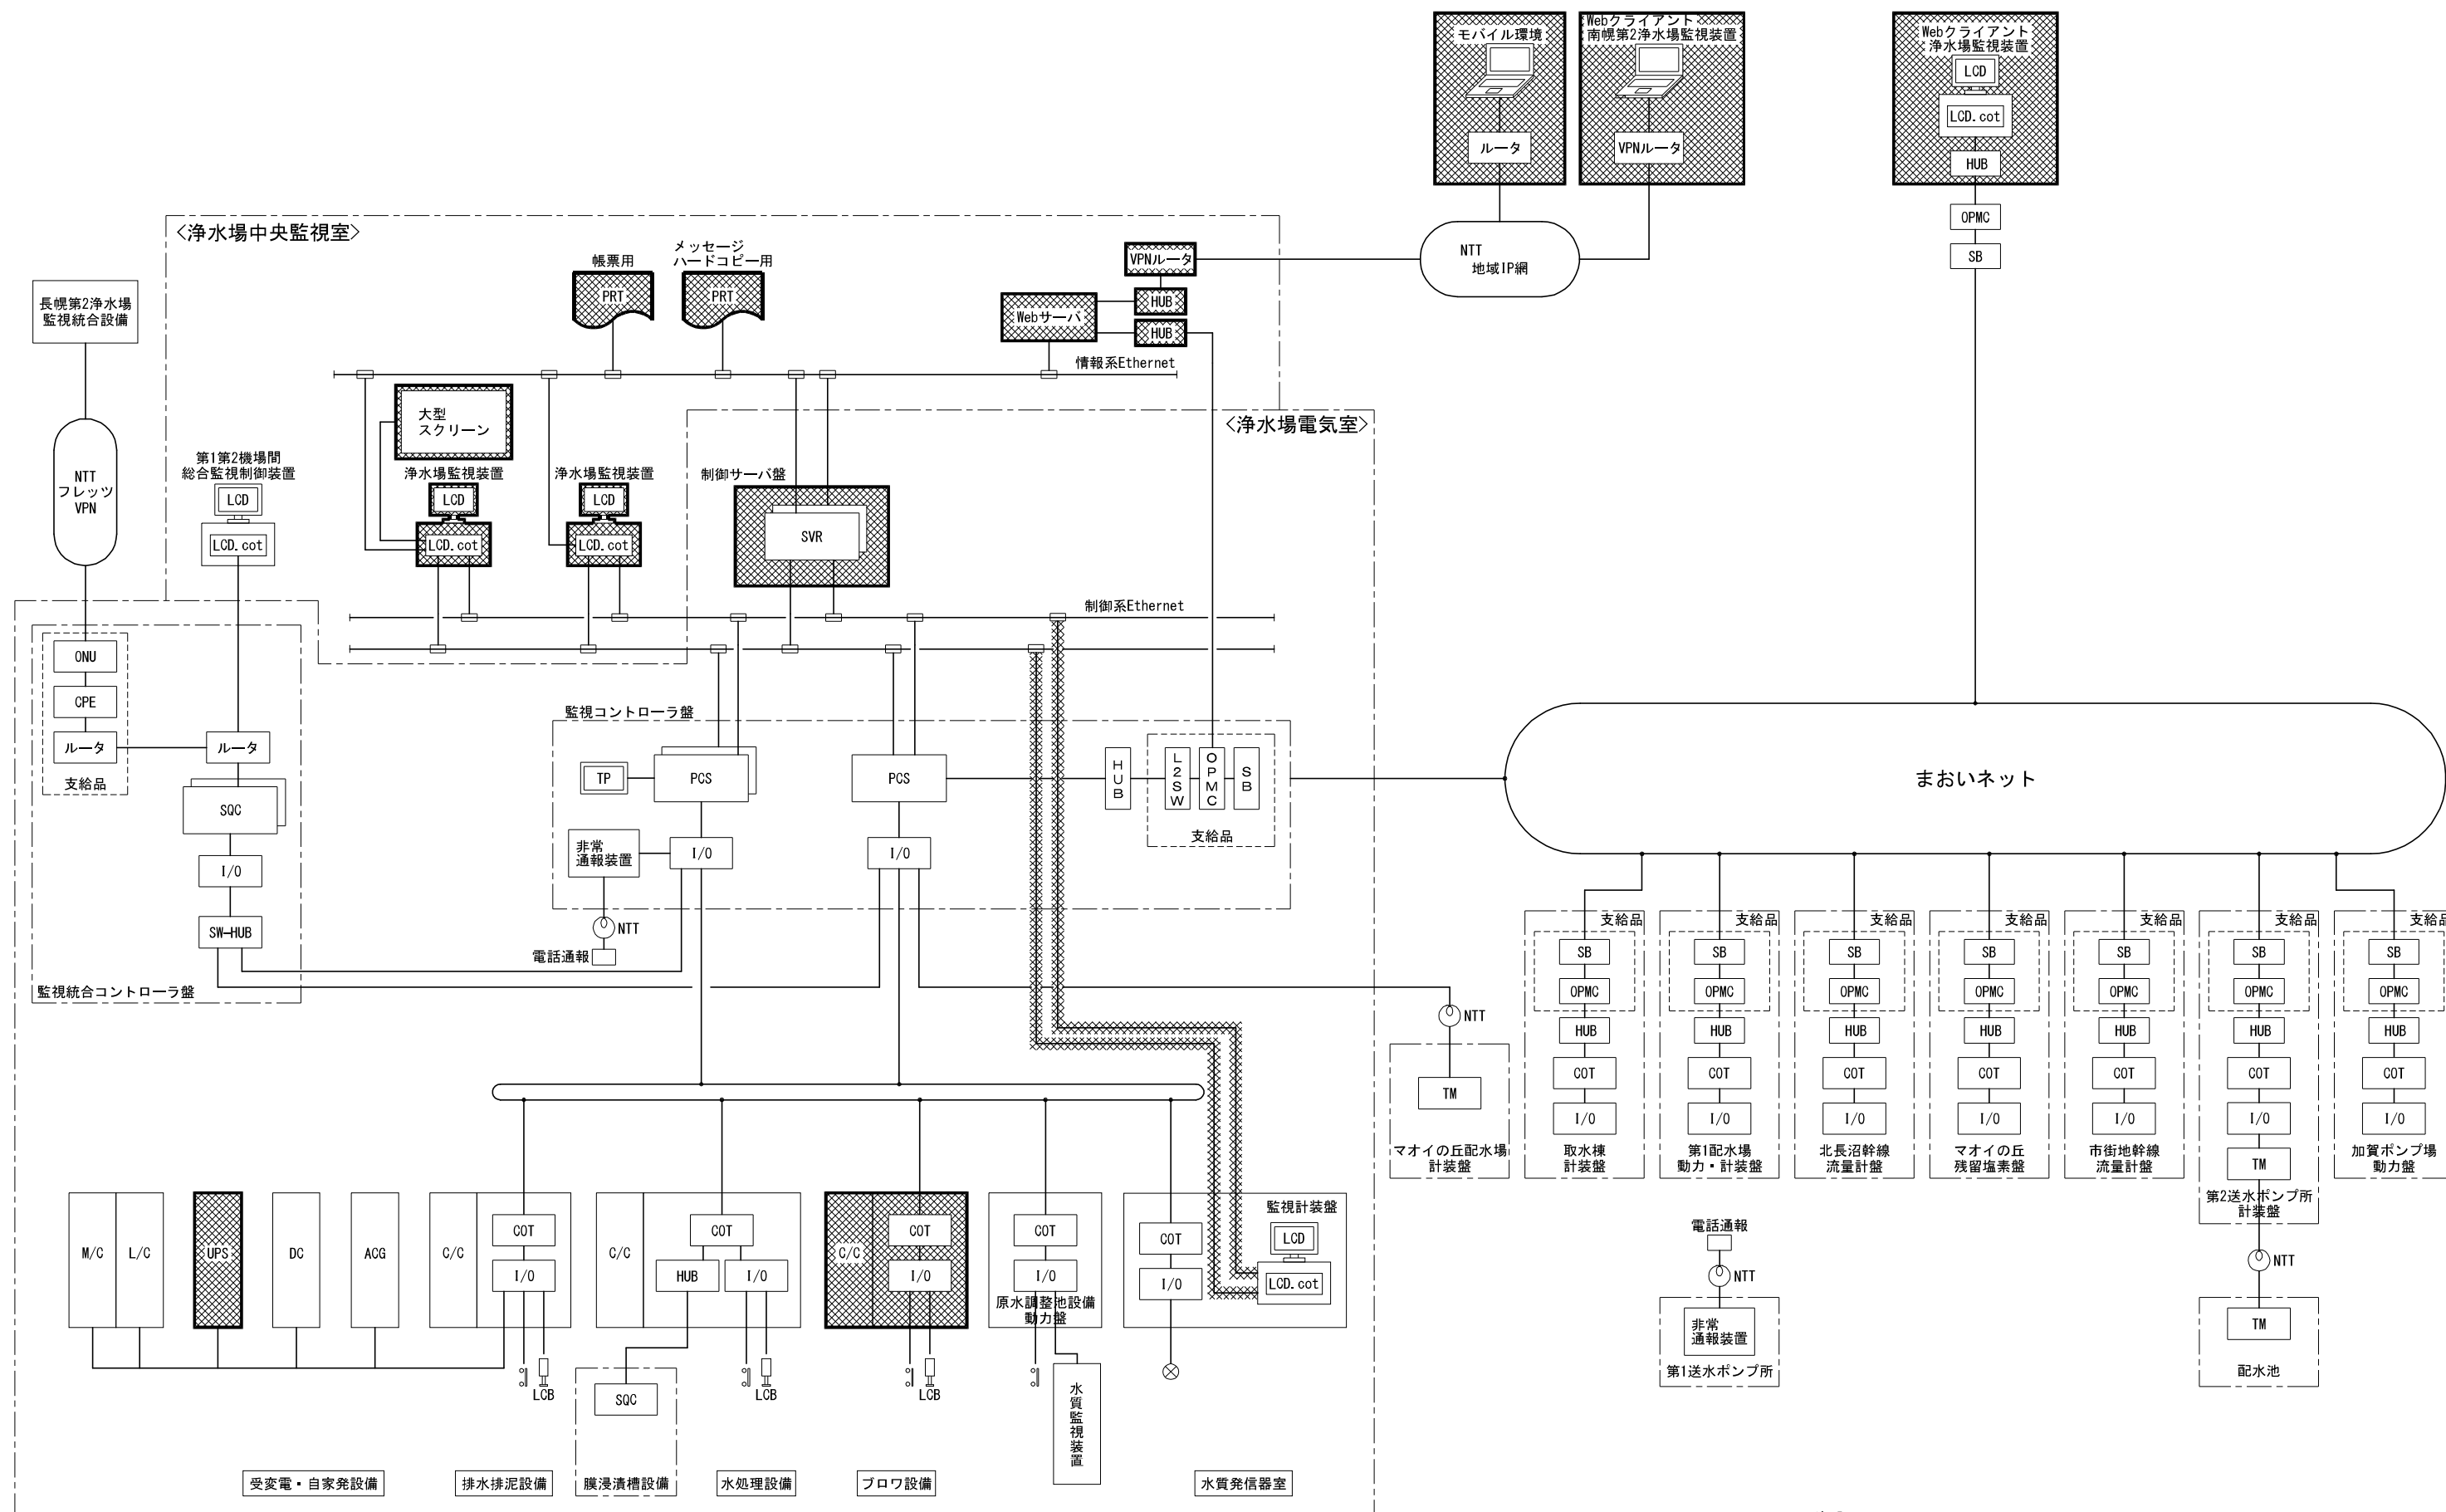 モバイル環境
ルータ
Webクライアント
南幌第2浄水場監視装置
VPNルータ
Webクライアント
浄水場監視装置
LCD
LCD.cot
HUB
OPMC
SB
NTT
地域IP網
<浄水場中央監視室>
帳票用
PRT
メッセージ
ハードコピー用
PRT
VPNルータ
HUB
Webサーバ
HUB
情報系Ethernet
長幌第2浄水場
監視統合設備
NTT
フレッツ
VPN
第1第2機場間
総合監視制御装置
LCD
LCD.cot
大型
スクリーン
浄水場監視装置
LCD
LCD.cot
浄水場監視装置
LCD
LCD.cot
<浄水場電気室>
制御サーバ盤
SVR
制御系Ethernet
ONU
CPE
ルータ
支給品
ルータ
SQC
I/O
SW-HUB
監視統合コントローラ盤
監視コントローラ盤
TP
PCS
PCS
HUB
L2SW
OPMC
SB
支給品
非常
通報装置
I/O
I/O
NTT
電話通報
まおいネット
NTT
TM
マオイの丘配水場
計装盤
支給品
SB
OPMC
HUB
COT
I/O
取水棟
計装盤
支給品
SB
OPMC
HUB
COT
I/O
第1配水場
動力・計装盤
支給品
SB
OPMC
HUB
COT
I/O
北長沼幹線
流量計盤
支給品
SB
OPMC
HUB
COT
I/O
マオイの丘
残留塩素盤
支給品
SB
OPMC
HUB
COT
I/O
市街地幹線
流量計盤
支給品
SB
OPMC
HUB
COT
I/O
TM
第2送水ポンプ所
計装盤
NTT
TM
配水池
支給品
SB
OPMC
HUB
COT
I/O
加賀ポンプ場
動力盤
電話通報
NTT
非常
通報装置
第1送水ポンプ所
M/C
L/C
UPS
DC
ACG
C/C
COT
I/O
LCB
C/C
COT
HUB
I/O
LCB
SQC
C/C
COT
I/O
LCB
COT
I/O
原水調整池設備
動力盤
水質監視装置
COT
I/O
監視計装盤
LCD
LCD.cot
受変電・自家発設備
排水排泥設備
膜浸漬槽設備
水処理設備
ブロワ設備
水質発信器室